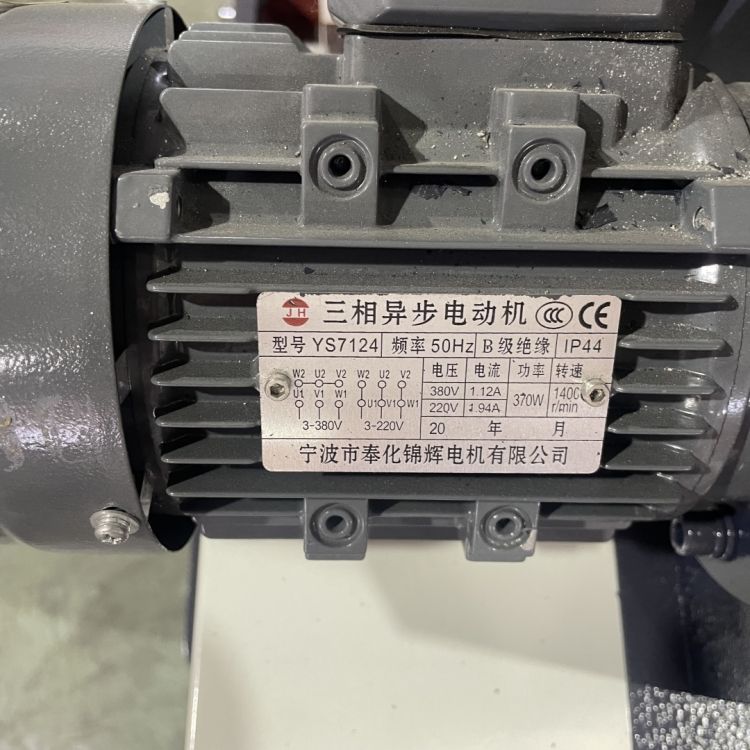 JH 三相异步电动机 CCC CE
型号 YS7124 频率 50Hz B级绝缘 IP44
W2 U2 V2 W2 U2 V2 电压 电流 功率 转速
U1 V1 W1 U1 V1 W1 380V 1.12A 370W 1400
220V 1.94A r/min
3-380V 3-220V 20 年 月
宁波市奉化锦辉电机有限公司